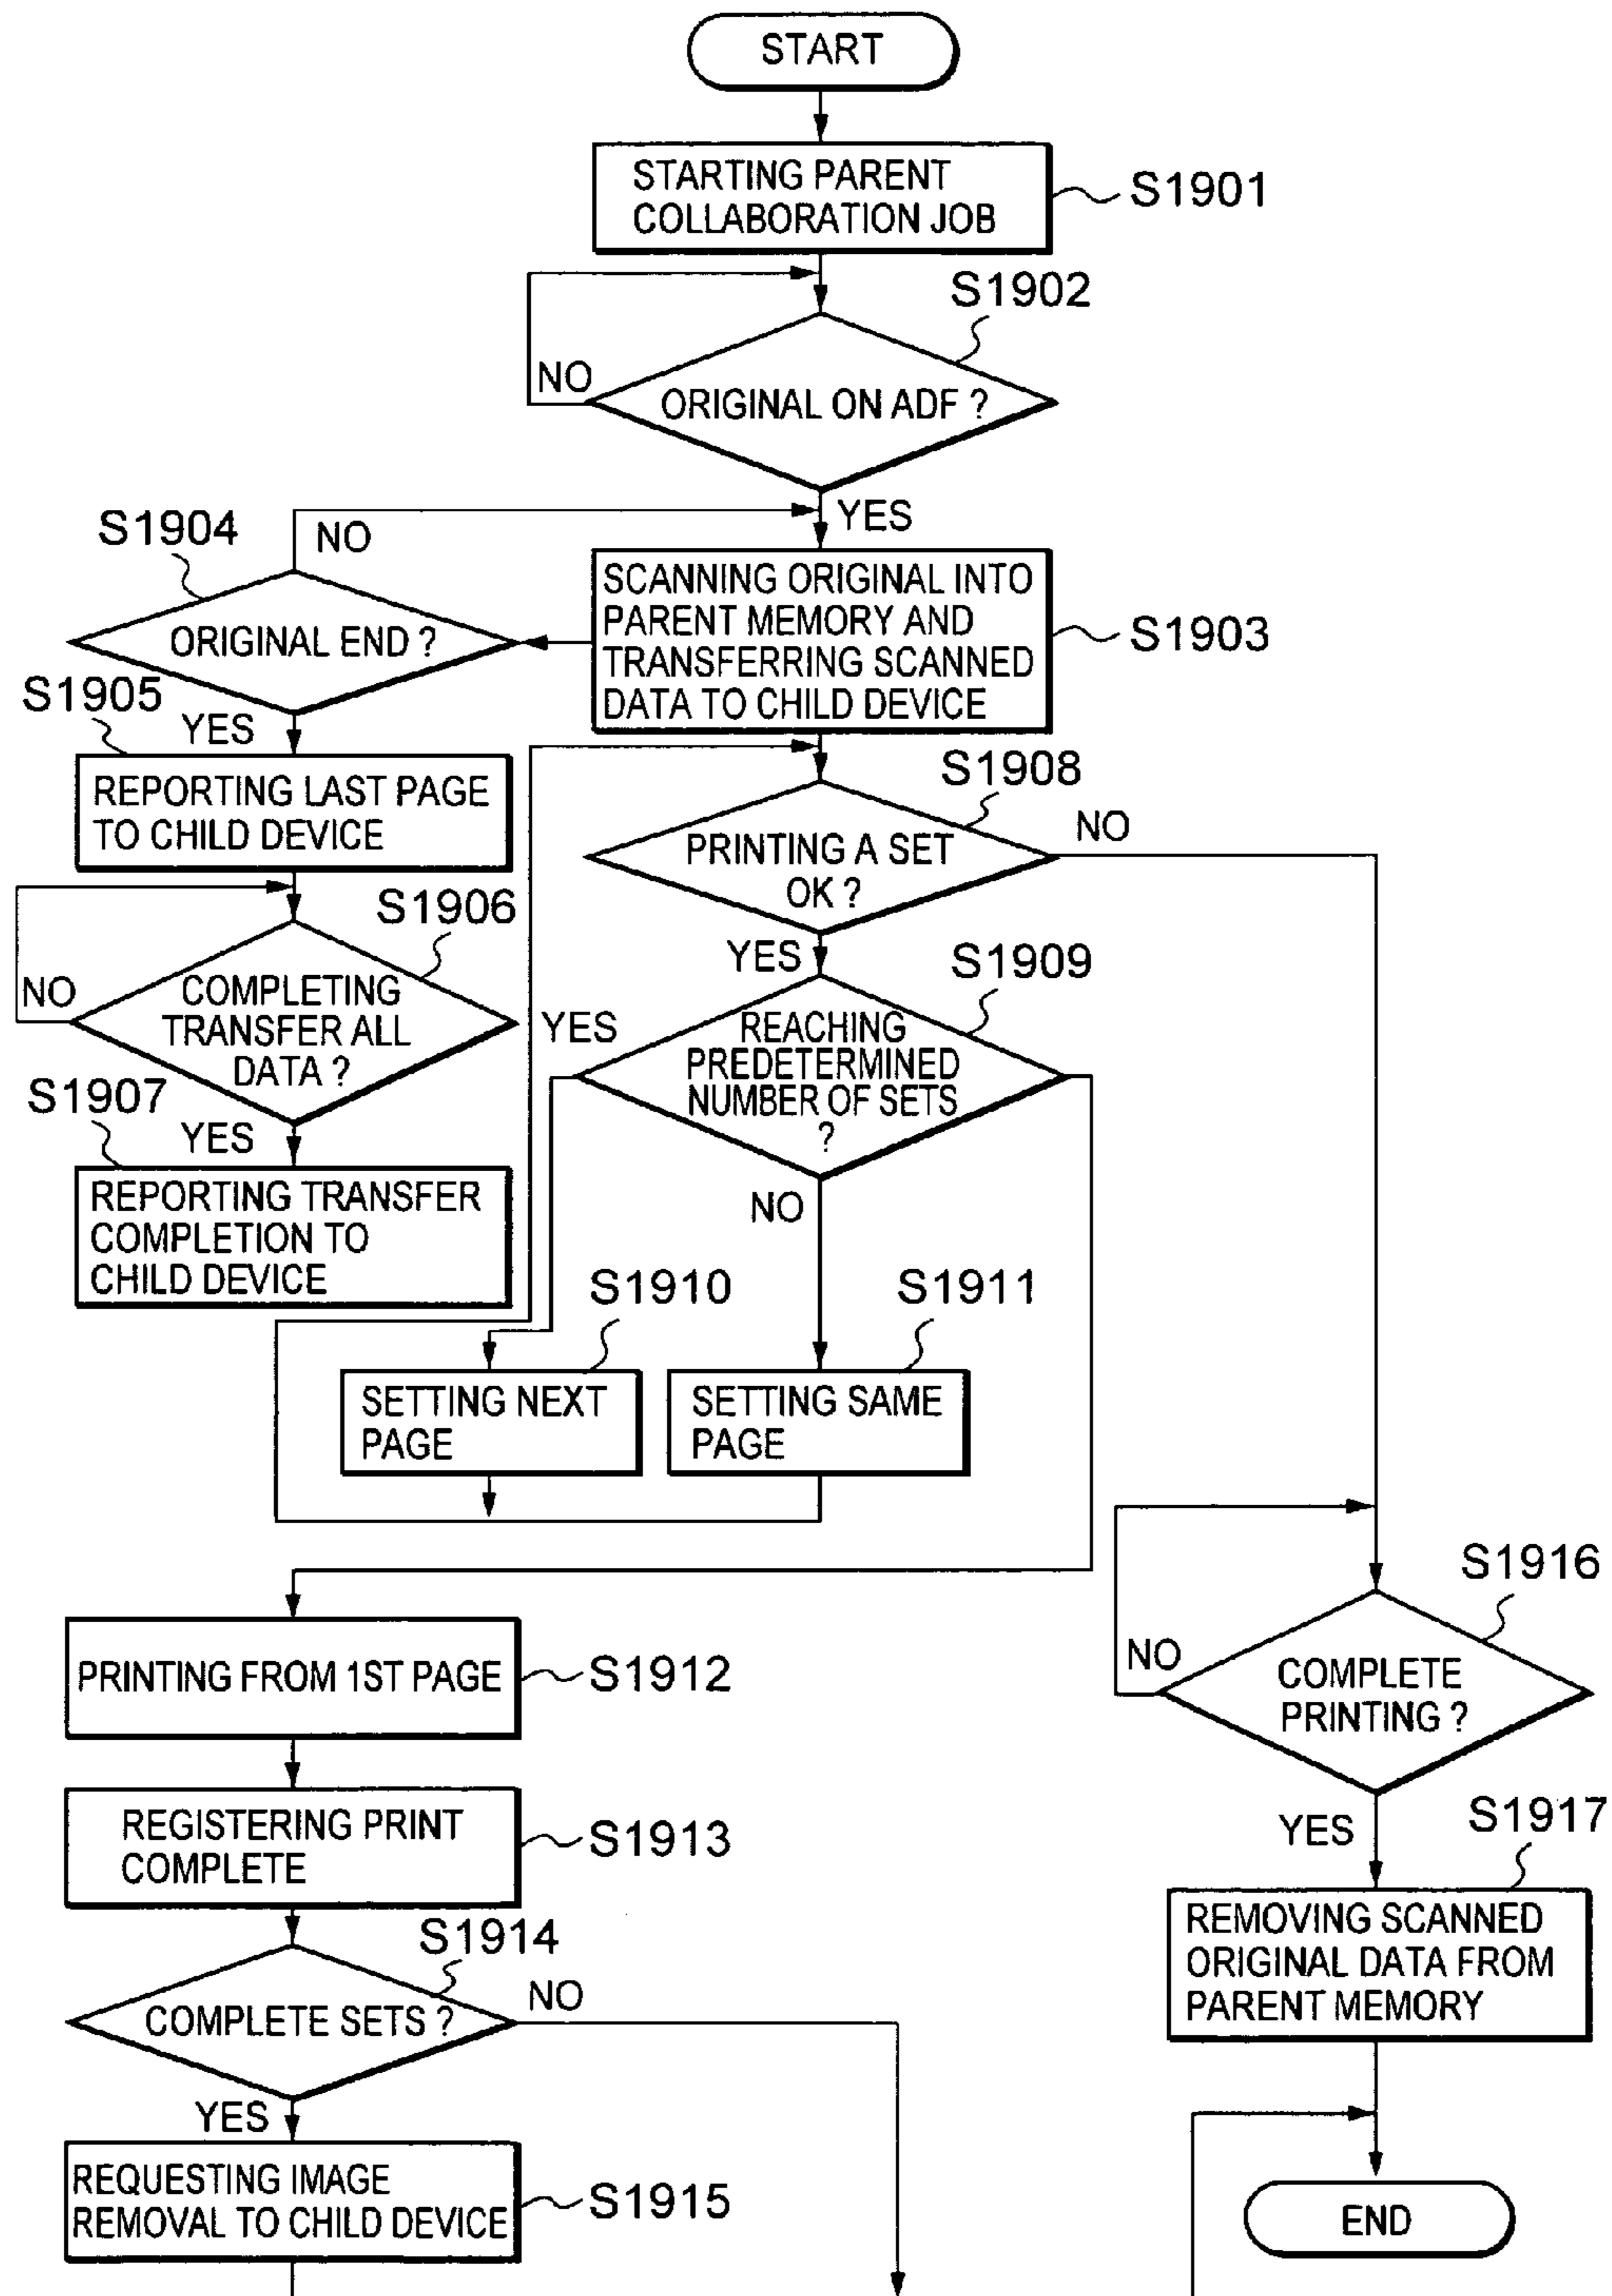 START
STARTING PARENT
COLLABORATION JOB
S1901
S1902
NO
ORIGINAL ON ADF ?
YES
S1904
NO
ORIGINAL END ?
SCANNING ORIGINAL INTO
PARENT MEMORY AND
TRANSFERRING SCANNED
DATA TO CHILD DEVICE
S1903
S1905
YES
REPORTING LAST PAGE
TO CHILD DEVICE
S1908
PRINTING A SET
OK ?
NO
YES
S1906
NO
COMPLETING
TRANSFER ALL
DATA ?
S1909
YES
REACHING
PREDETERMINED
NUMBER OF SETS
?
NO
S1907
YES
REPORTING TRANSFER
COMPLETION TO
CHILD DEVICE
S1910
SETTING NEXT
PAGE
S1911
SETTING SAME
PAGE
PRINTING FROM 1ST PAGE
S1912
S1916
NO
COMPLETE
PRINTING ?
REGISTERING PRINT
COMPLETE
S1913
YES
S1917
REMOVING SCANNED
ORIGINAL DATA FROM
PARENT MEMORY
S1914
COMPLETE SETS ?
NO
YES
REQUESTING IMAGE
REMOVAL TO CHILD DEVICE
S1915
END